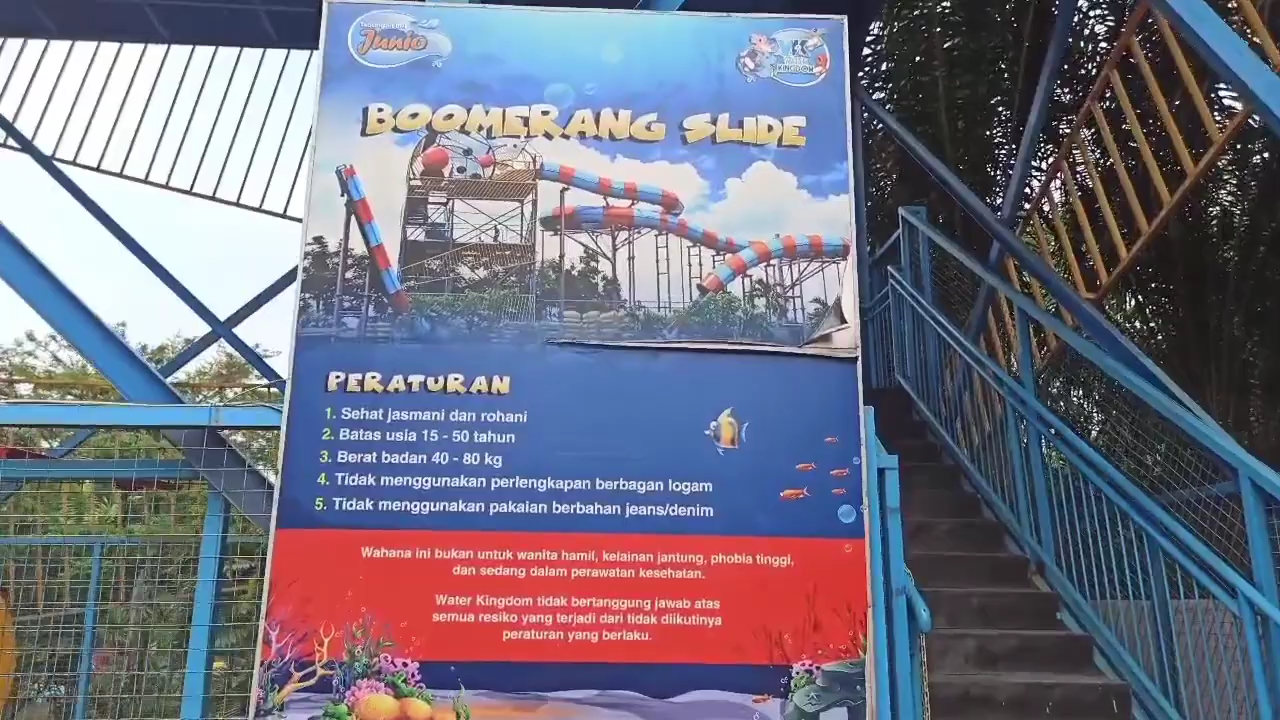 Junio
KINGDOM
BOOMERANG SLIDE
PERATURAN
1. Sehat jasmani dan rohani
2. Batas usia 15 - 50 tahun
3. Berat badan 40 - 80 kg
4. Tidak menggunakan perlengkapan berbagan logam
5. Tidak menggunakan pakaian berbahan jeans/denim
Wahana ini bukan untuk wanita hamil, kelainan jantung, phobia tinggi,
dan sedang dalam perawatan kesehatan.
Water Kingdom tidak bertanggung jawab atas
semua resiko yang terjadi dari tidak diikutinya
peraturan yang berlaku.